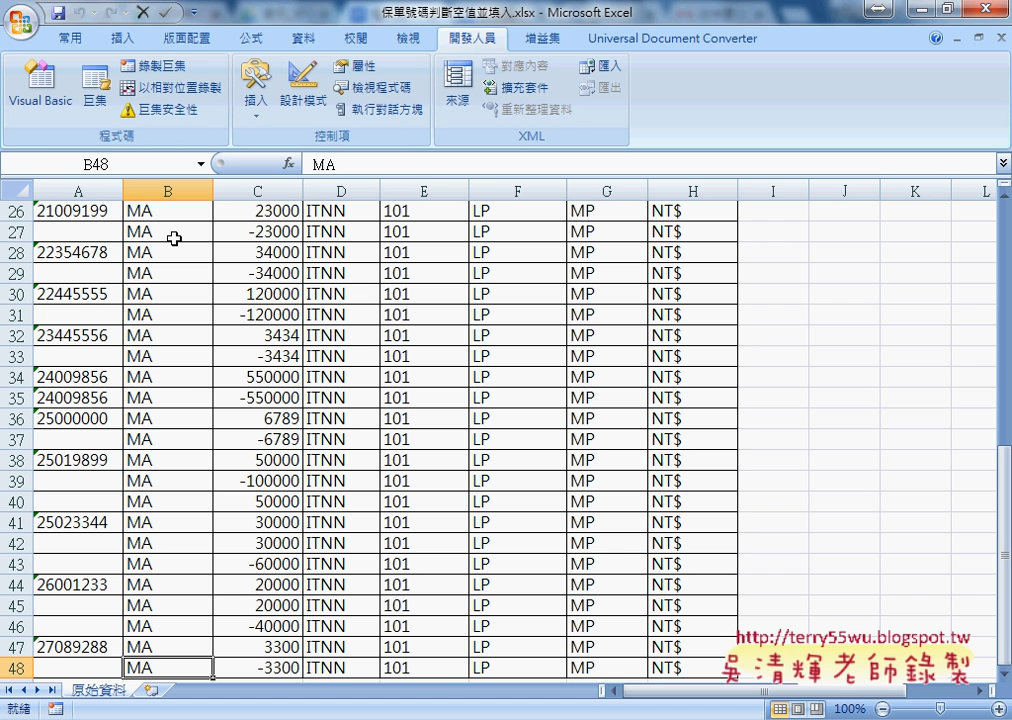 保單號碼判斷空值並填入.xlsx - Microsoft Excel
常用 插入 版面配置 公式 資料 校閱 檢視 開發人員 增益集 Universal Document Converter
Visual Basic 巨集 錄製巨集 以相對位置錄製 巨集安全性 程式碼
插入 設計模式 屬性 檢視程式碼 執行對話方塊 控制項
來源 對應內容 擴充套件 重新整理資料 匯入 匯出 XML
B48 fx MA
A B C D E F G H I J K L
26 21009199 MA 23000 ITNN 101 LP MP NT$
27 MA -23000 ITNN 101 LP MP NT$
28 22354678 MA 34000 ITNN 101 LP MP NT$
29 MA -34000 ITNN 101 LP MP NT$
30 22445555 MA 120000 ITNN 101 LP MP NT$
31 MA -120000 ITNN 101 LP MP NT$
32 23445556 MA 3434 ITNN 101 LP MP NT$
33 MA -3434 ITNN 101 LP MP NT$
34 24009856 MA 550000 ITNN 101 LP MP NT$
35 24009856 MA -550000 ITNN 101 LP MP NT$
36 25000000 MA 6789 ITNN 101 LP MP NT$
37 MA -6789 ITNN 101 LP MP NT$
38 25019899 MA 50000 ITNN 101 LP MP NT$
39 MA -100000 ITNN 101 LP MP NT$
40 MA 50000 ITNN 101 LP MP NT$
41 25023344 MA 30000 ITNN 101 LP MP NT$
42 MA 30000 ITNN 101 LP MP NT$
43 MA -60000 ITNN 101 LP MP NT$
44 26001233 MA 20000 ITNN 101 LP MP NT$
45 MA 20000 ITNN 101 LP MP NT$
46 MA -40000 ITNN 101 LP MP NT$
47 27089288 MA 3300 ITNN 101 LP MP NT$
48 MA -3300 ITNN 101 LP MP NT$
http://terry55wu.blogspot.tw
吳清輝老師錄製
原始資料
就緒 100%